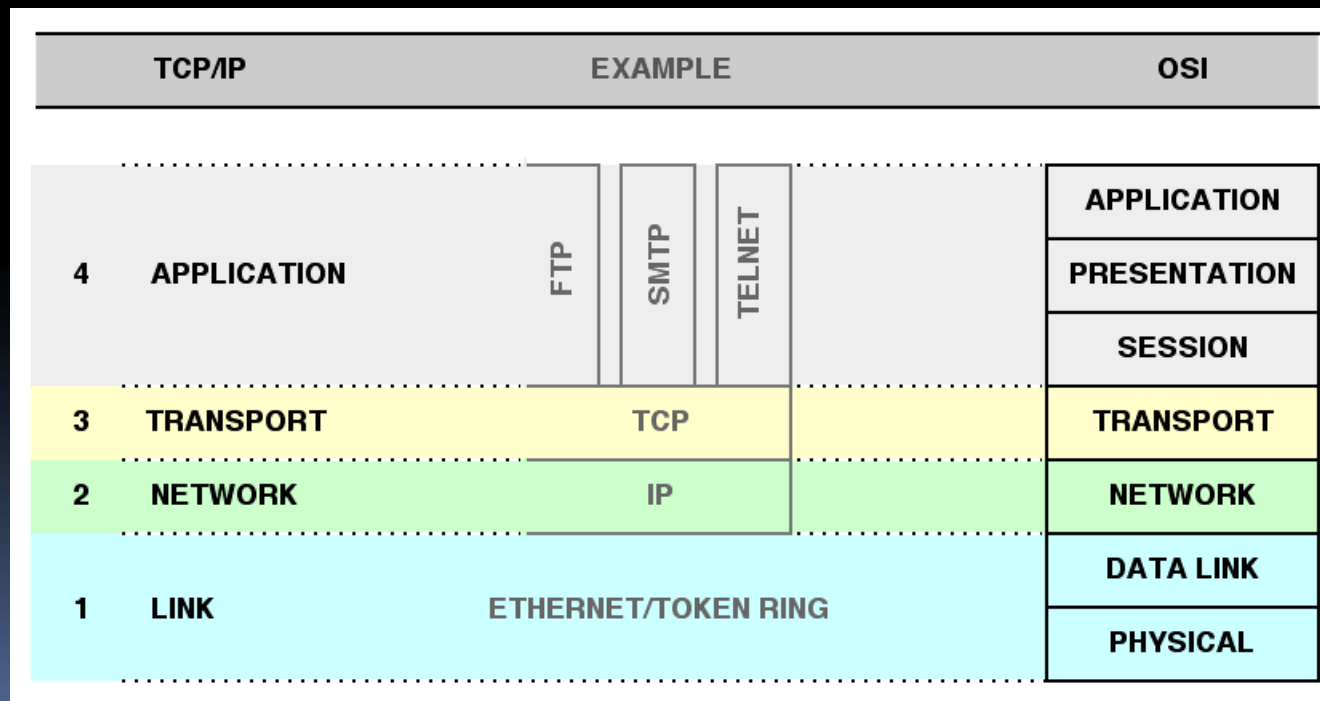 TCP/IP EXAMPLE OSI
4 APPLICATION FTP SMTP TELNET APPLICATION
PRESENTATION
SESSION
3 TRANSPORT TCP TRANSPORT
2 NETWORK IP NETWORK
1 LINK ETHERNET/TOKEN RING DATA LINK
PHYSICAL